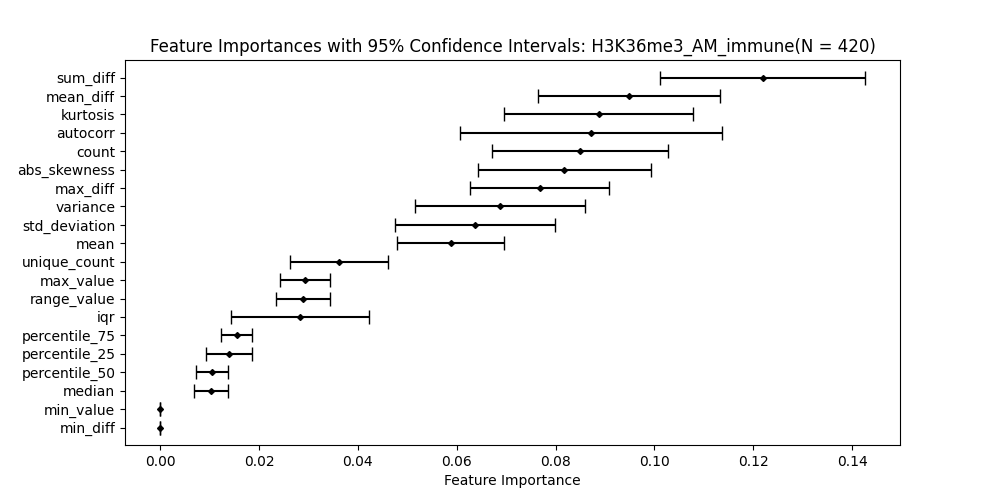 Feature Importances with 95% Confidence Intervals: H3K36me3_AM_immune(N = 420)
sum_diff
mean_diff
kurtosis
autocorr
count
abs_skewness
max_diff
variance
std_deviation
mean
unique_count
max_value
range_value
iqr
percentile_75
percentile_25
percentile_50
median
min_value
min_diff
0.00 0.02 0.04 0.06 0.08 0.10 0.12 0.14
Feature Importance